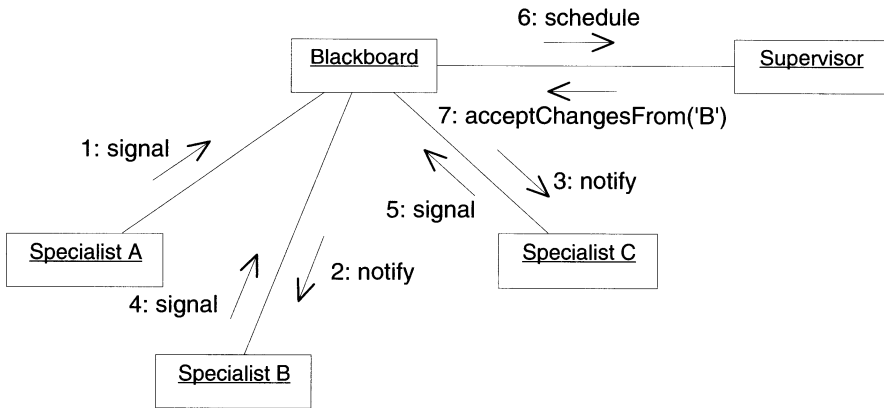 6: schedule
Blackboard
Supervisor
7: acceptChangesFrom('B')
1: signal
3: notify
5: signal
Specialist A
Specialist C
2: notify
4: signal
Specialist B